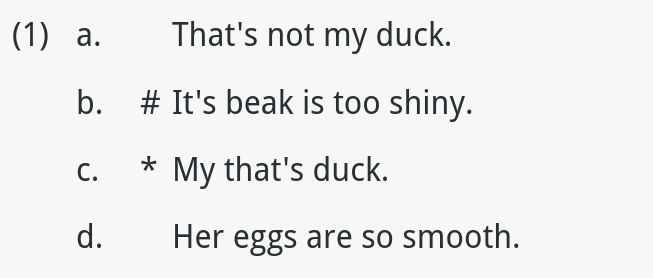 (1) a. That's not my duck.
b. # It's beak is too shiny.
c. * My that's duck.
d. Her eggs are so smooth.